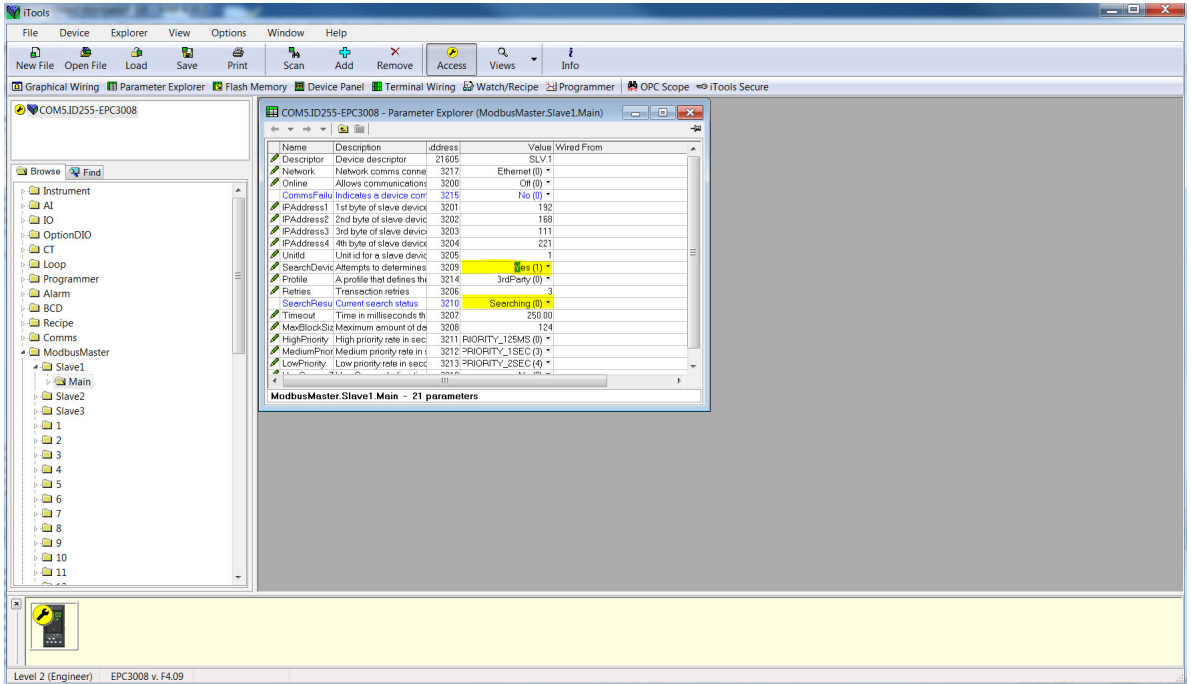 iTools
File Device Explorer View Options Window Help
New File Open File Load Save Print Scan Add Remove Access Views Info
Graphical Wiring Parameter Explorer Flash Memory Device Panel Terminal Wiring Watch/Recipe Programmer OPC Scope iTools Secure
COM5.ID255-EPC3008
Browse Find
Instrument
AI
IO
OptionDIO
CT
Loop
Programmer
Alarm
BCD
Recipe
Comms
ModbusMaster
Slave1
Main
Slave2
Slave3
1
2
3
4
5
6
7
8
9
10
11
COM5.ID255-EPC3008 - Parameter Explorer (ModbusMaster.Slave1.Main)
Name Description Address Value Wired From
Descriptor Device descriptor 21605 SLV.1
Network Network comms conne 3217 Ethernet (0)
Online Allows communications 3200 Off (0)
CommsFailu Indicates a device com 3215 No (0)
IPAddress1 1st byte of slave device 3201 192
IPAddress2 2nd byte of slave devic 3202 168
IPAddress3 3rd byte of slave devic 3203 111
IPAddress4 4th byte of slave device 3204 221
UnitId Unit id for a slave devic 3205 1
SearchDevic Attempts to determines 3209 Yes (1)
Profile A profile that defines the 3214 3rdParty (0)
Retries Transaction retries 3206 3
SearchResu Current search status 3210 Searching (0)
Timeout Time in milliseconds th 3207 250.00
MaxBlockSiz Maximum amount of da 3208 124
HighPriority High priority rate in sec 3211 RIORITY_125MS (0)
MediumPrior Medium priority rate in s 3212 PRIORITY_1SEC (3)
LowPriority Low priority rate in seco 3213 PRIORITY_2SEC (4)
ModbusMaster.Slave1.Main - 21 parameters
Level 2 (Engineer) EPC3008 v. F4.09